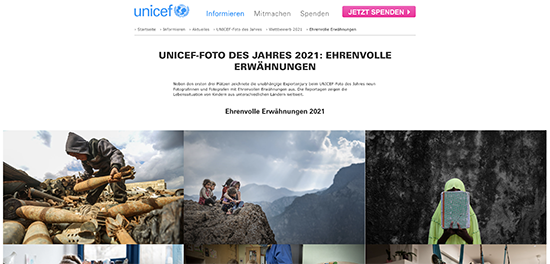 unicef
Informieren Mitmachen Spenden JETZT SPENDEN
Startseite Informieren Aktuelles UNICEF-Foto des Jahres Wettbewerb 2021 Ehrenvolle Erwähnungen
UNICEF-FOTO DES JAHRES 2021: EHRENVOLLE
ERWÄHNUNGEN
Neben den ersten drei Plätzen zeichnete die unabhängige Expertenjury beim UNICEF-Foto des Jahres neun
Fotografinnen und Fotografen mit Ehrenvollen Erwähnungen aus. Die Reportagen zeigen die
Lebenssituation von Kindern aus unterschiedlichen Ländern weltweit.
Ehrenvolle Erwähnungen 2021